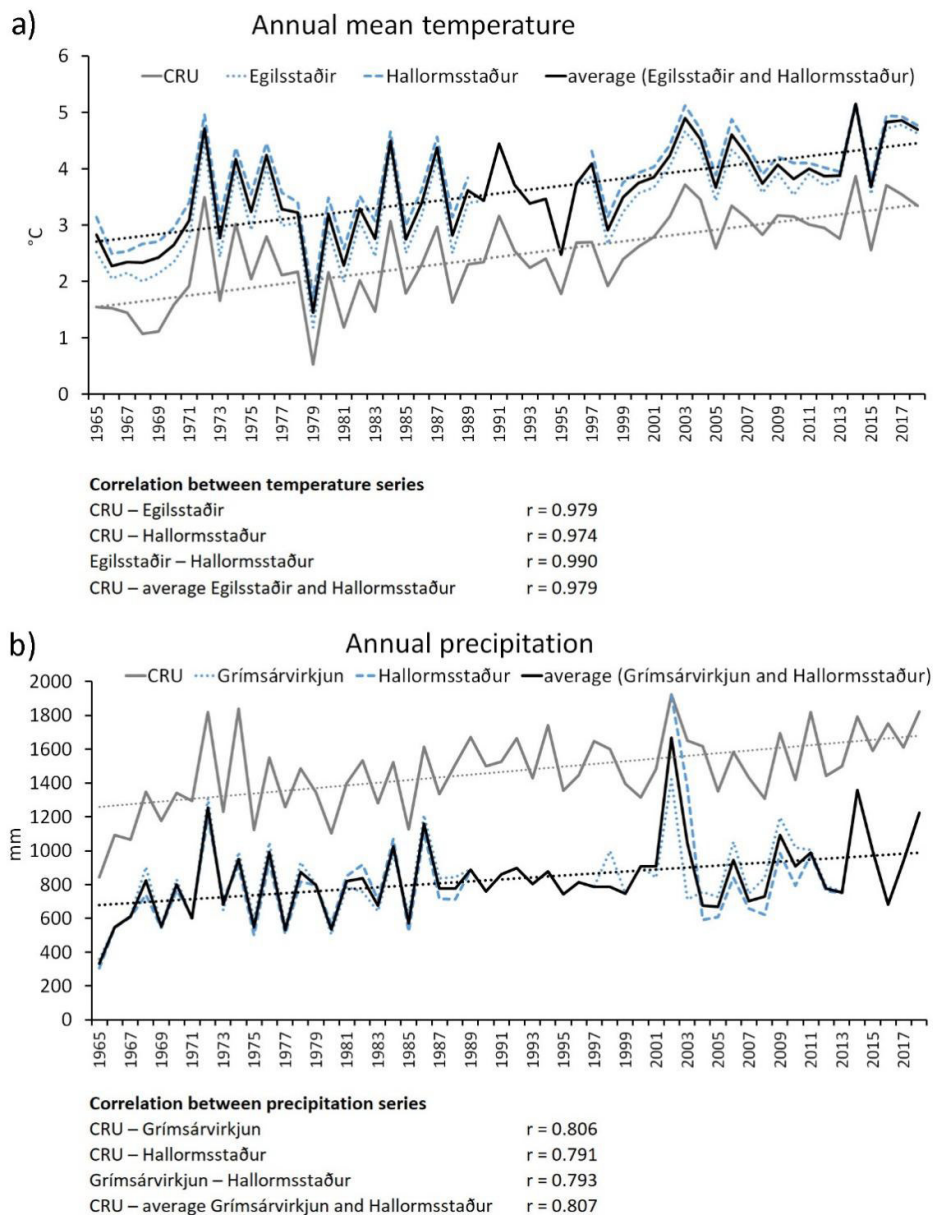 a)
Annual mean temperature
CRU Egilsstaðir Hallormsstaður average (Egilsstaðir and Hallormsstaður)
6
5
4
3
2
1
0
°C
1965 1967 1969 1971 1973 1975 1977 1979 1981 1983 1985 1987 1989 1991 1993 1995 1997 1999 2001 2003 2005 2007 2009 2011 2013 2015 2017
Correlation between temperature series
CRU – Egilsstaðir r = 0.979
CRU – Hallormsstaður r = 0.974
Egilsstaðir – Hallormsstaður r = 0.990
CRU – average Egilsstaðir and Hallormsstaður r = 0.979
b)
Annual precipitation
CRU Grímsárvirkjun Hallormsstaður average (Grímsárvirkjun and Hallormsstaður)
2000
1800
1600
1400
1200
1000
800
600
400
200
0
mm
1965 1967 1969 1971 1973 1975 1977 1979 1981 1983 1985 1987 1989 1991 1993 1995 1997 1999 2001 2003 2005 2007 2009 2011 2013 2015 2017
Correlation between precipitation series
CRU – Grímsárvirkjun r = 0.806
CRU – Hallormsstaður r = 0.791
Grímsárvirkjun – Hallormsstaður r = 0.793
CRU – average Grímsárvirkjun and Hallormsstaður r = 0.807